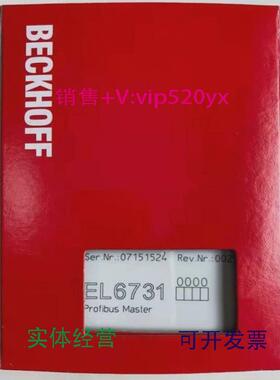 BECKHOFF
销售+V:vip520yx
Ser.Nr.:07151524 Rev.Nr.:002
EL6731
0000
Profibus Master
实体经营 可开发票